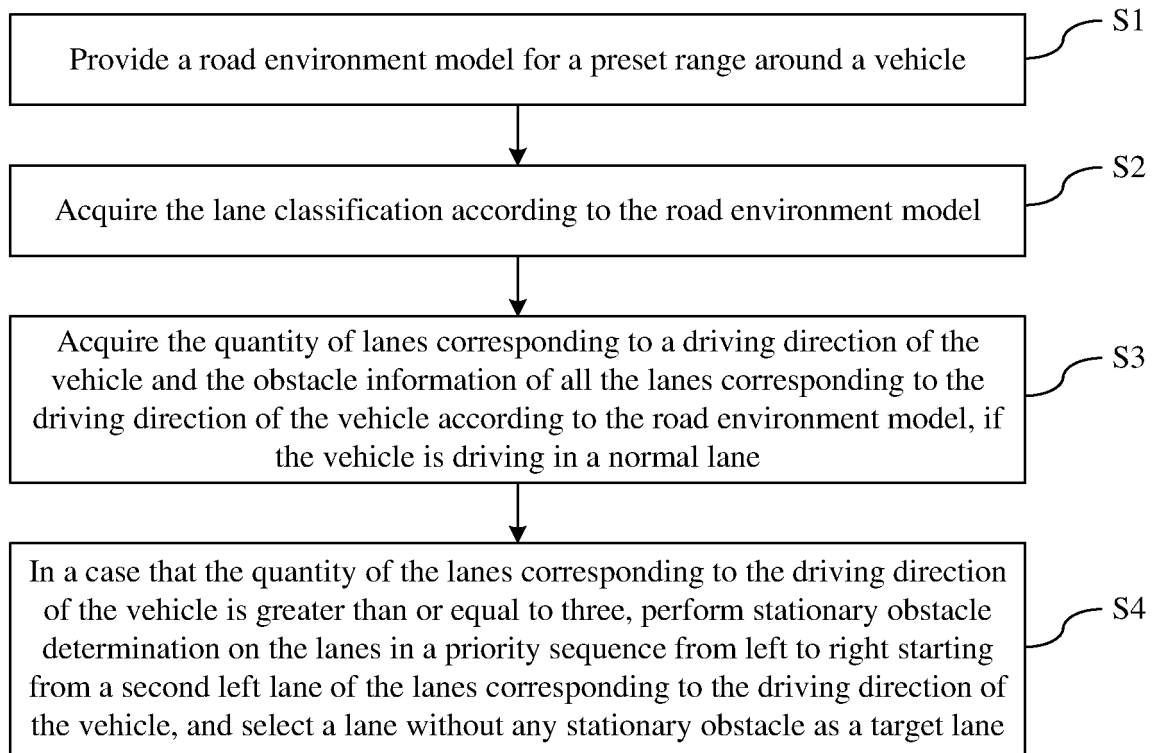 Provide a road environment model for a preset range around a vehicle
S1
Acquire the lane classification according to the road environment model
S2
Acquire the quantity of lanes corresponding to a driving direction of the
vehicle and the obstacle information of all the lanes corresponding to the
driving direction of the vehicle according to the road environment model, if
the vehicle is driving in a normal lane
S3
In a case that the quantity of the lanes corresponding to the driving direction
of the vehicle is greater than or equal to three, perform stationary obstacle
determination on the lanes in a priority sequence from left to right starting
from a second left lane of the lanes corresponding to the driving direction of
the vehicle, and select a lane without any stationary obstacle as a target lane
S4